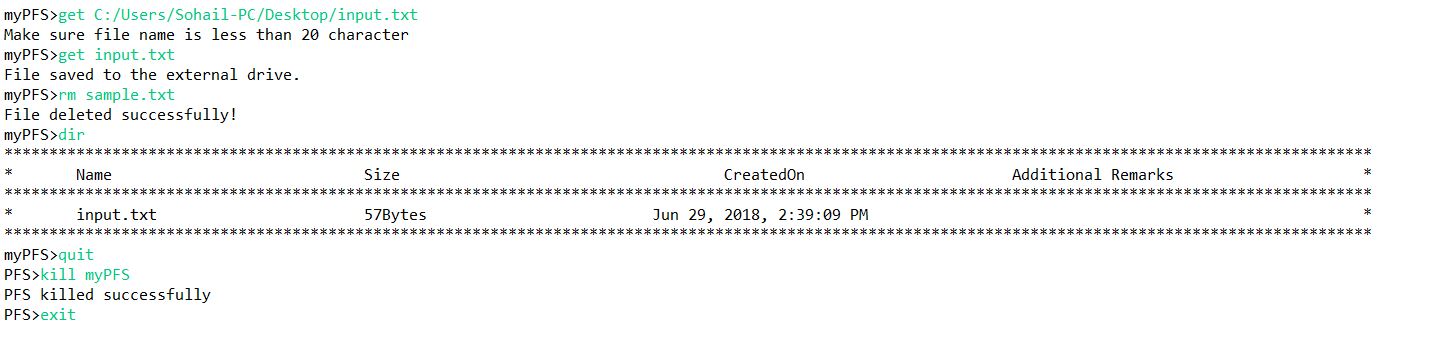 myPFS>get C:/Users/Sohail-PC/Desktop/input.txt
Make sure file name is less than 20 character
myPFS>get input.txt
File saved to the external drive.
myPFS>rm sample.txt
File deleted successfully!
myPFS>dir
********************************************************************************************************************************************************
*       Name                            Size                                    CreatedOn                       Additional Remarks                     *
********************************************************************************************************************************************************
*       input.txt                       57Bytes                         Jun 29, 2018, 2:39:09 PM                                                       *
********************************************************************************************************************************************************
myPFS>quit
PFS>kill myPFS
PFS killed successfully
PFS>exit